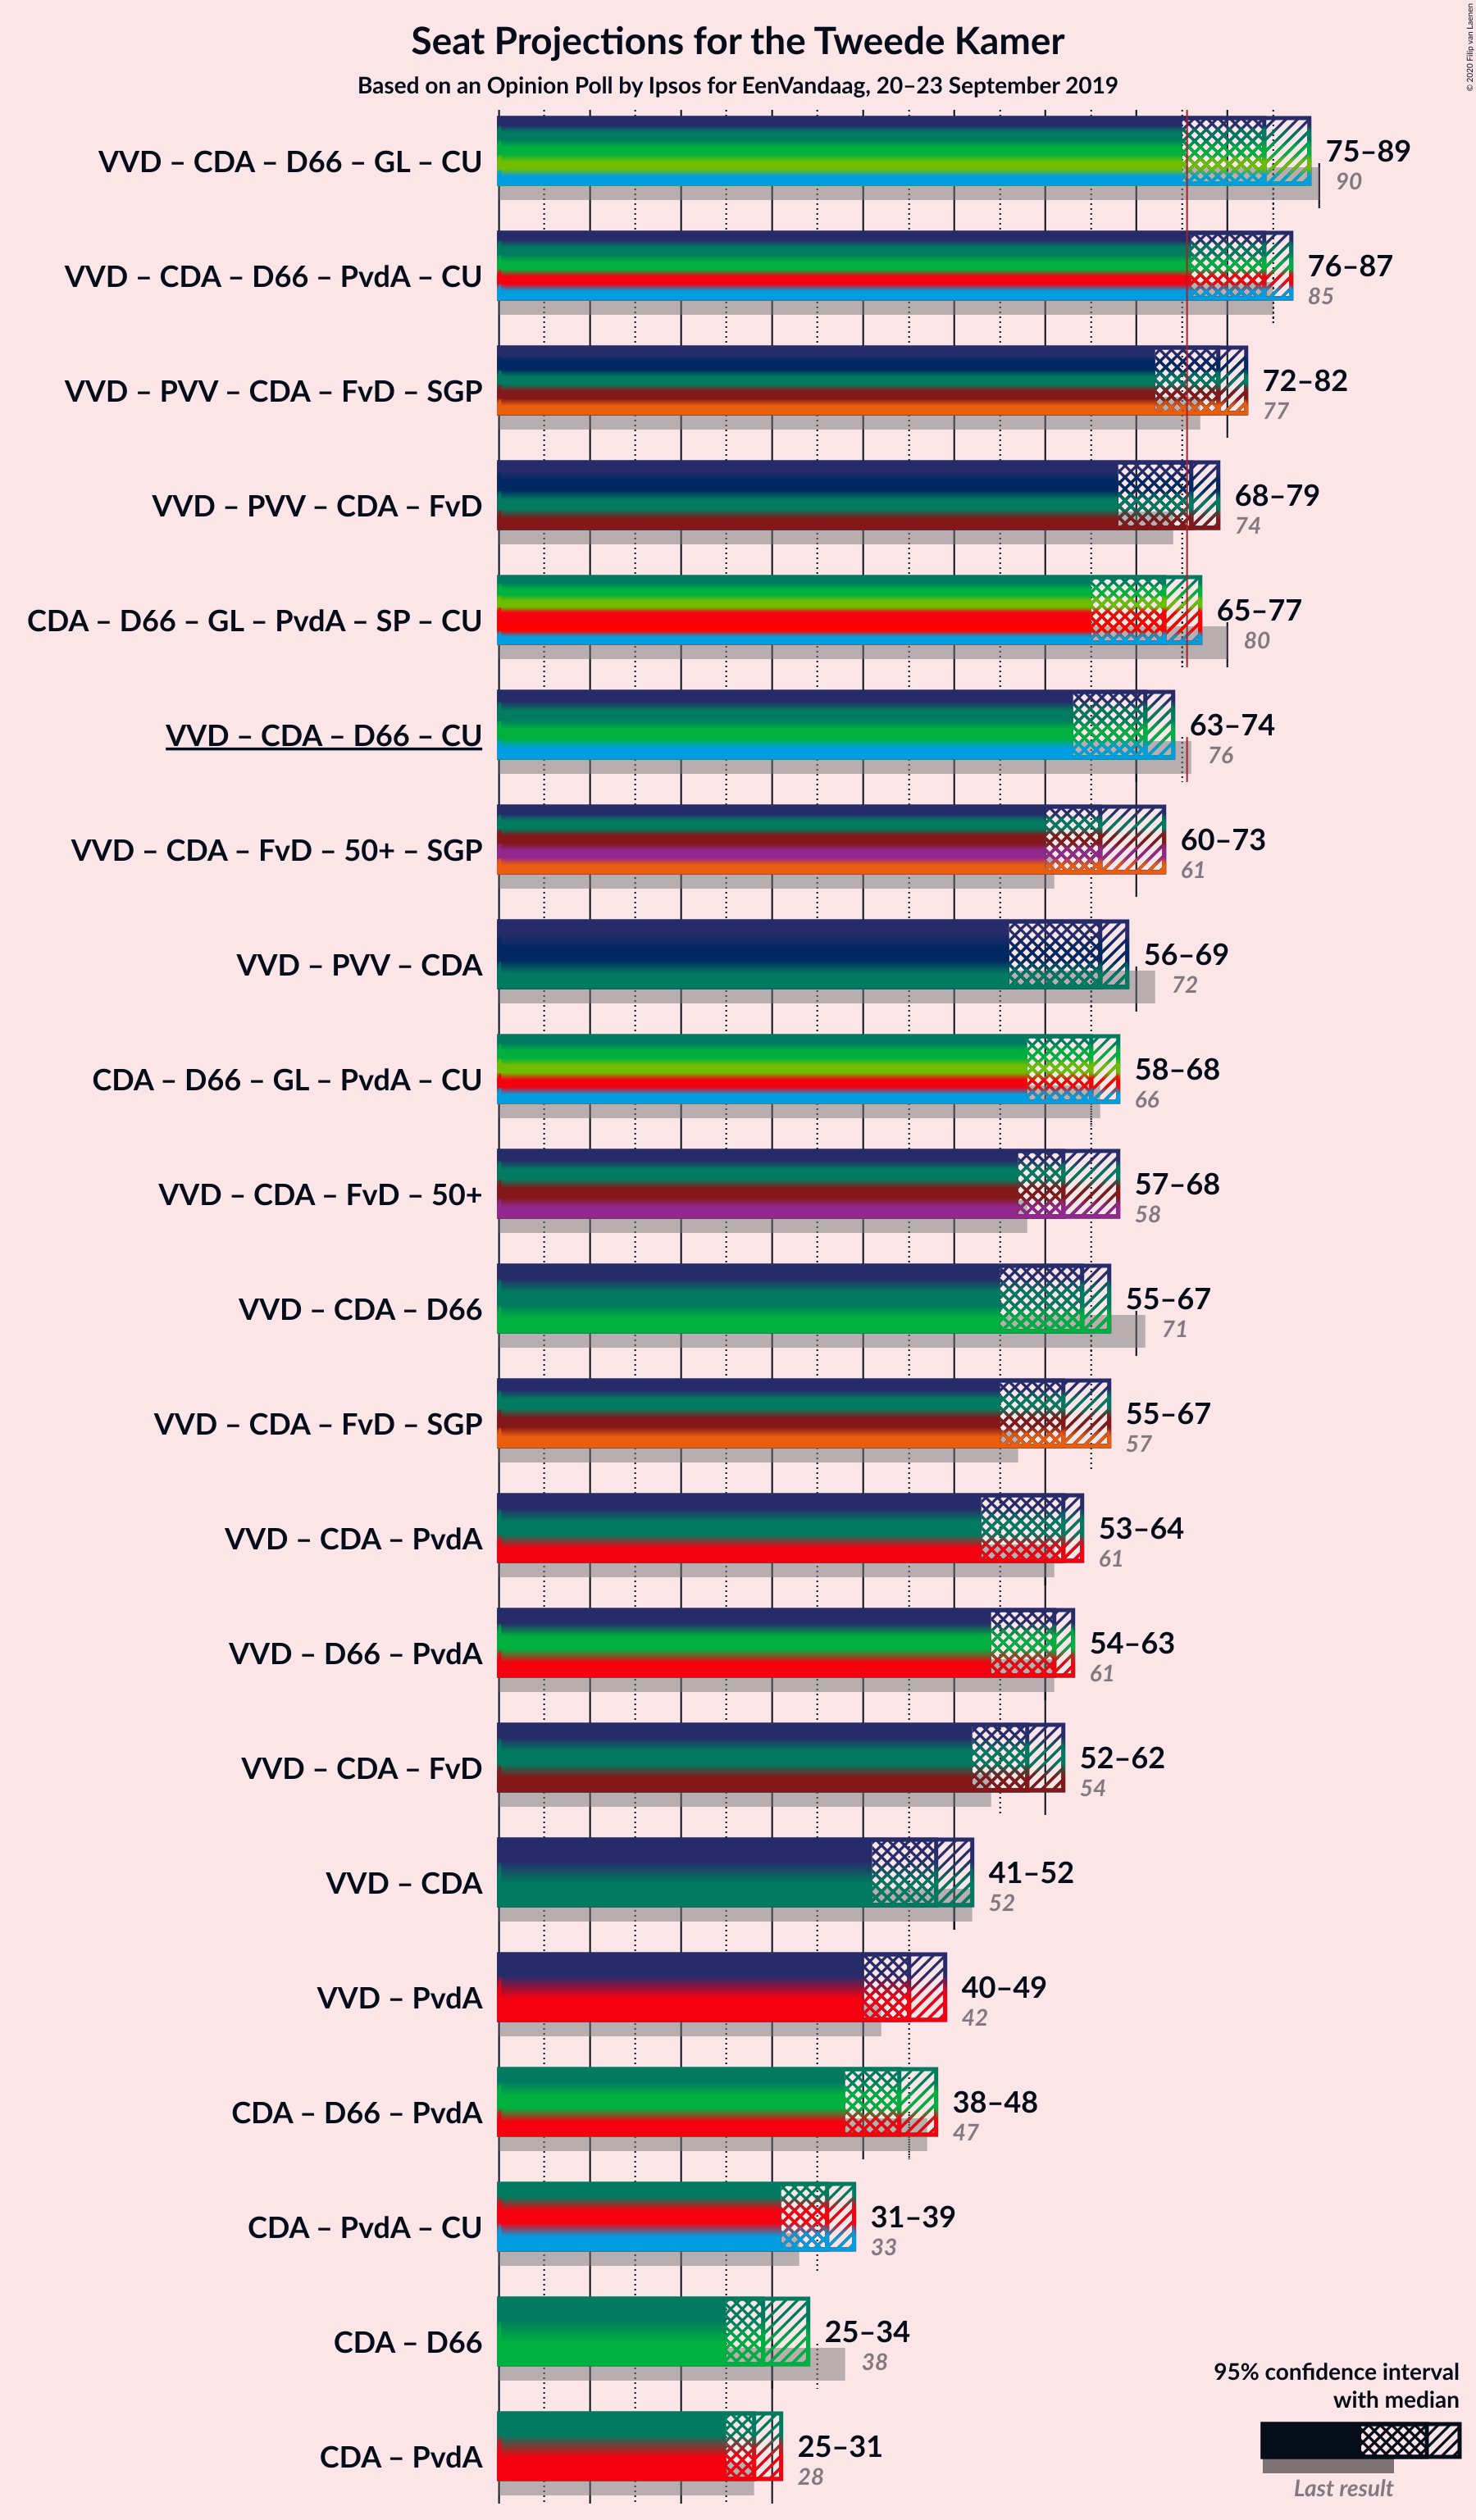 Seat Projections for the Tweede Kamer
Based on an Opinion Poll by Ipsos for EenVandaag, 20–23 September 2019
© 2020 Filip van Laenen
VVD – CDA – D66 – GL – CU
75–89
90
VVD – CDA – D66 – PvdA – CU
76–87
85
VVD – PVV – CDA – FvD – SGP
72–82
77
VVD – PVV – CDA – FvD
68–79
74
CDA – D66 – GL – PvdA – SP – CU
65–77
80
VVD – CDA – D66 – CU
63–74
76
VVD – CDA – FvD – 50+ – SGP
60–73
61
VVD – PVV – CDA
56–69
72
CDA – D66 – GL – PvdA – CU
58–68
66
VVD – CDA – FvD – 50+
57–68
58
VVD – CDA – D66
55–67
71
VVD – CDA – FvD – SGP
55–67
57
VVD – CDA – PvdA
53–64
61
VVD – D66 – PvdA
54–63
61
VVD – CDA – FvD
52–62
54
VVD – CDA
41–52
52
VVD – PvdA
40–49
42
CDA – D66 – PvdA
38–48
47
CDA – PvdA – CU
31–39
33
CDA – D66
25–34
38
CDA – PvdA
25–31
28
95% confidence interval
with median
Last result